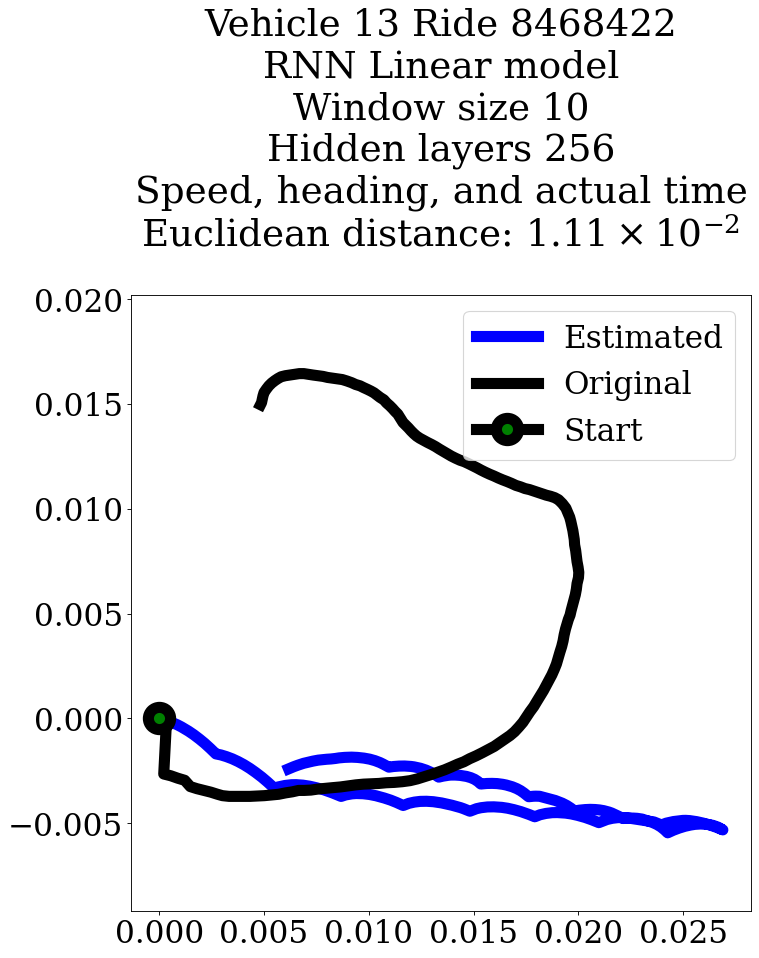 Vehicle 13 Ride 8468422
RNN Linear model
Window size 10
Hidden layers 256
Speed, heading, and actual time
Euclidean distance: 1.11 × 10⁻²
0.020
0.015
0.010
0.005
0.000
−0.005
Estimated
Original
Start
0.000 0.005 0.010 0.015 0.020 0.025